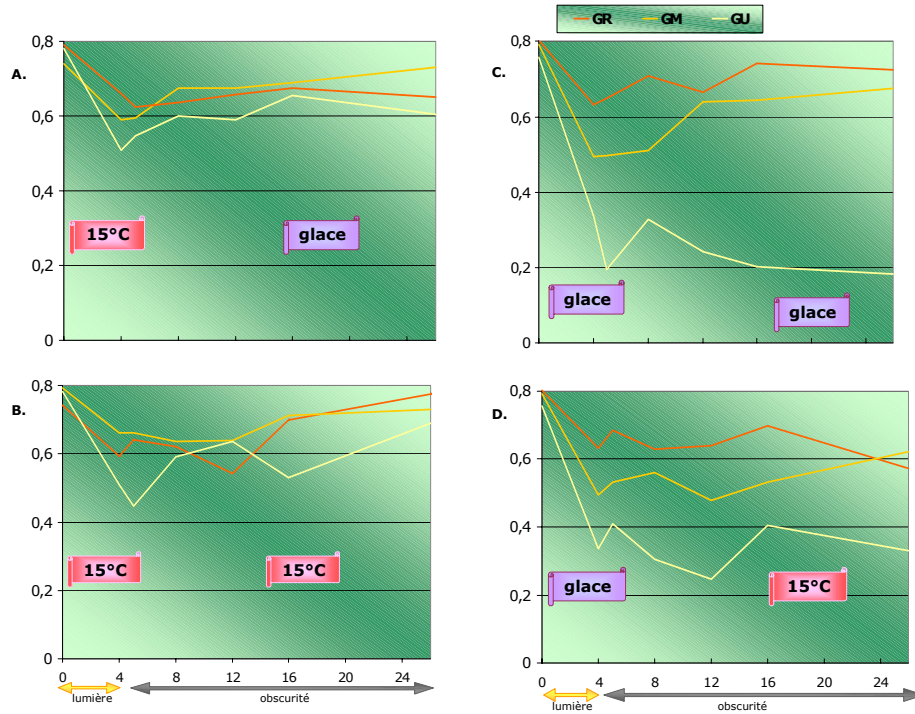 GR GM GU
A.
0,8
0,6
0,4
0,2
0
15°C glace
C.
0,8
0,6
0,4
0,2
0
glace glace
B.
0,8
0,6
0,4
0,2
0
15°C 15°C
0 4 8 12 16 20 24
lumière obscurité
D.
0,8
0,6
0,4
0,2
0
glace 15°C
0 4 8 12 16 20 24
lumière obscurité